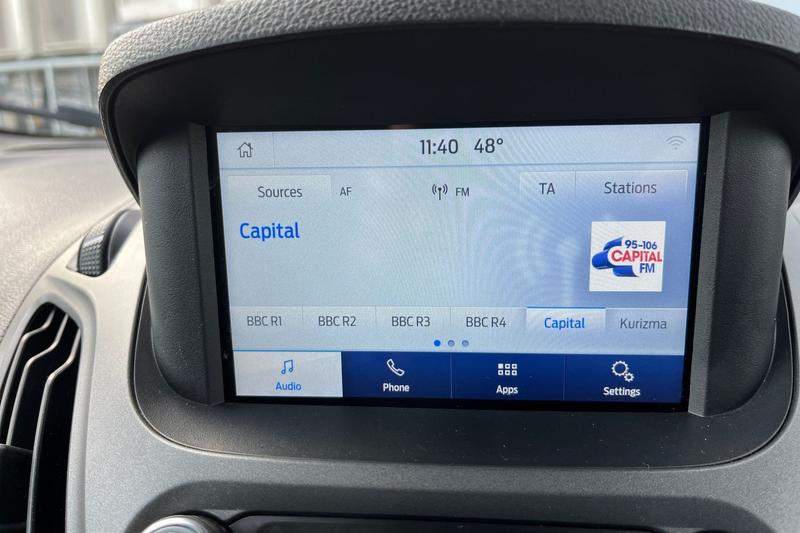 11:40 48°
Sources AF FM TA Stations
Capital
95-106
CAPITAL
FM
BBC R1 BBC R2 BBC R3 BBC R4 Capital Kurizma
Audio Phone Apps Settings